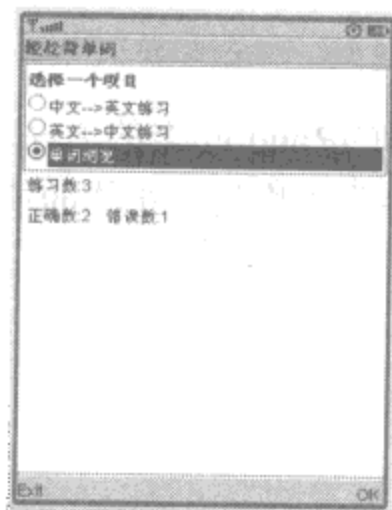 轻松背单词
选择一个项目
中文-->英文练习
英文-->中文练习
单词浏览
练习数:3
正确数:2 错误数:1
Exit OK